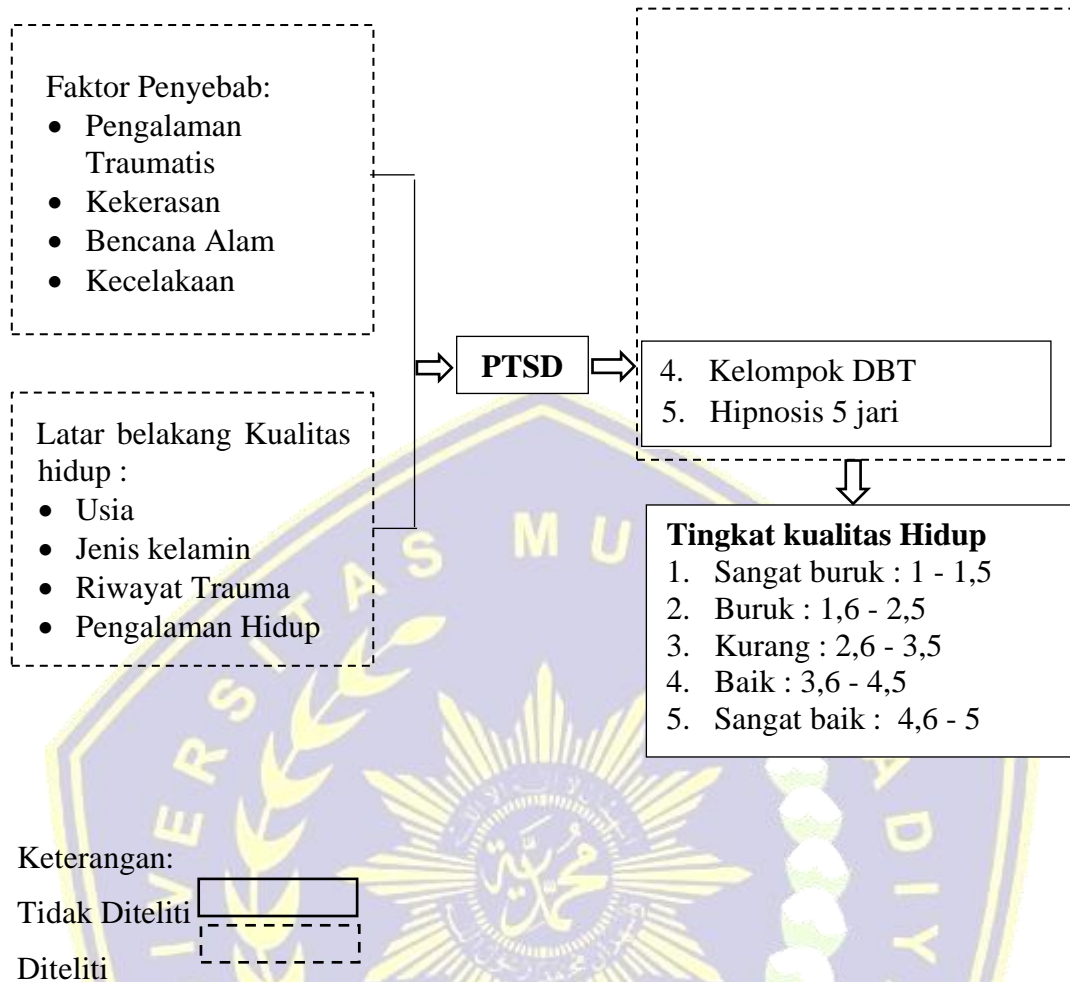 Faktor Penyebab:
• Pengalaman
Traumatis
• Kekerasan
• Bencana Alam
• Kecelakaan
PTSD
4. Kelompok DBT
5. Hipnosis 5 jari
Latar belakang Kualitas
hidup :
• Usia
• Jenis kelamin
• Riwayat Trauma
• Pengalaman Hidup
Tingkat kualitas Hidup
1. Sangat buruk : 1 - 1,5
2. Buruk : 1,6 - 2,5
3. Kurang : 2,6 - 3,5
4. Baik : 3,6 - 4,5
5. Sangat baik : 4,6 - 5
Keterangan:
Tidak Diteliti
Diteliti